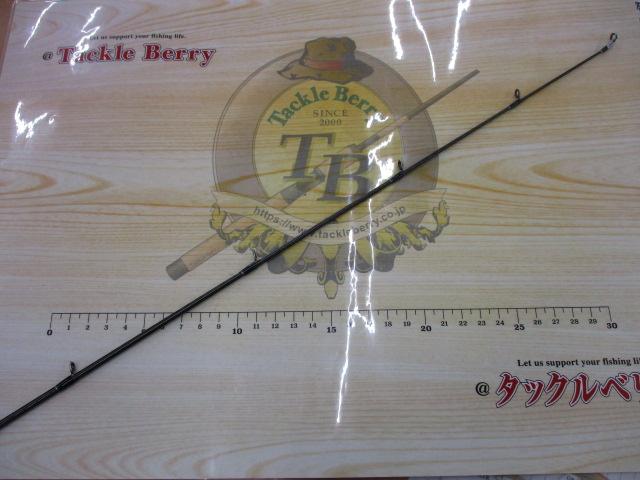 Let us support your fishing life.
@ Tackle Berry
Tackle Berry
SINCE
2000
TB
https://www.tackleberry.co.jp
0 1 2 3 4 5 6 7 8 9 10 11 12 13 14 15 16 17 18 19 20 21 22 23 24 25 26 27 28 29 30
Let us support your fishing life
@ タックルベリ